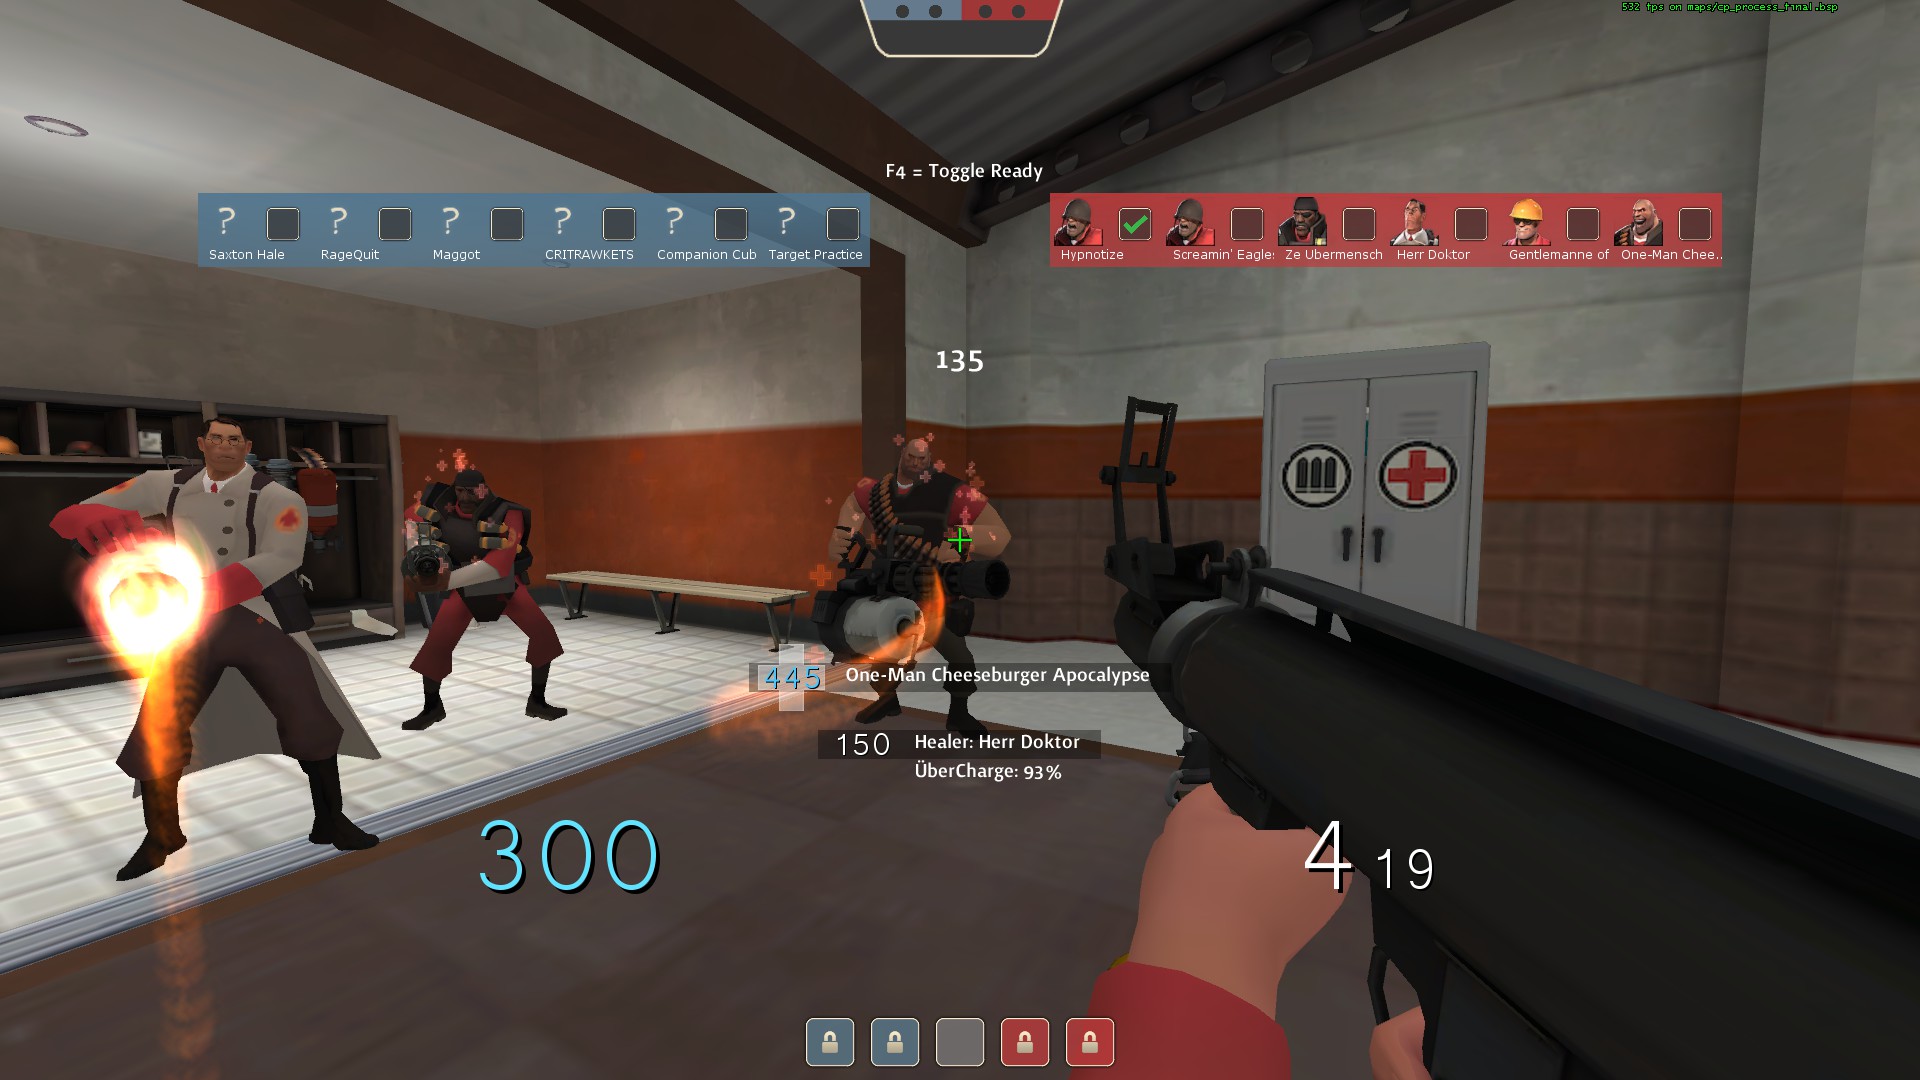 532 fps on maps/cp_process_final.bsp
F4 = Toggle Ready
? ? ? ? ? ?
Saxton Hale RageQuit Maggot CRITRAWKETS Companion Cub Target Practice
Hypnotize Screamin' Eagles Ze Ubermensch Herr Doktor Gentlemanne of One-Man Chee..
135
445 One-Man Cheeseburger Apocalypse
150 Healer: Herr Doktor
ÜberCharge: 93%
300
4 19